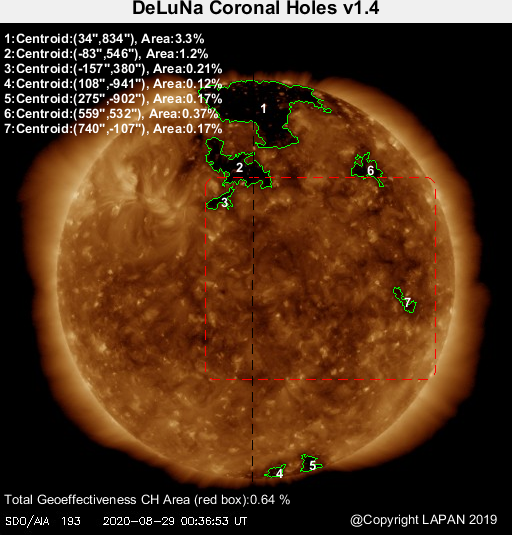 DeLuNa Coronal Holes v1.4
1:Centroid:(34",834"), Area:3.3%
2:Centroid:(-83",546"), Area:1.2%
3:Centroid:(-157",380"), Area:0.21%
4:Centroid:(108",-941"), Area:0.12%
5:Centroid:(275",-902"), Area:0.17%
6:Centroid:(559",532"), Area:0.37%
7:Centroid:(740",-107"), Area:0.17%
1
2
6
3
7
4
5
Total Geoeffectiveness CH Area (red box):0.64 %
SDO/AIA 193 2020-08-29 00:36:53 UT
@Copyright LAPAN 2019